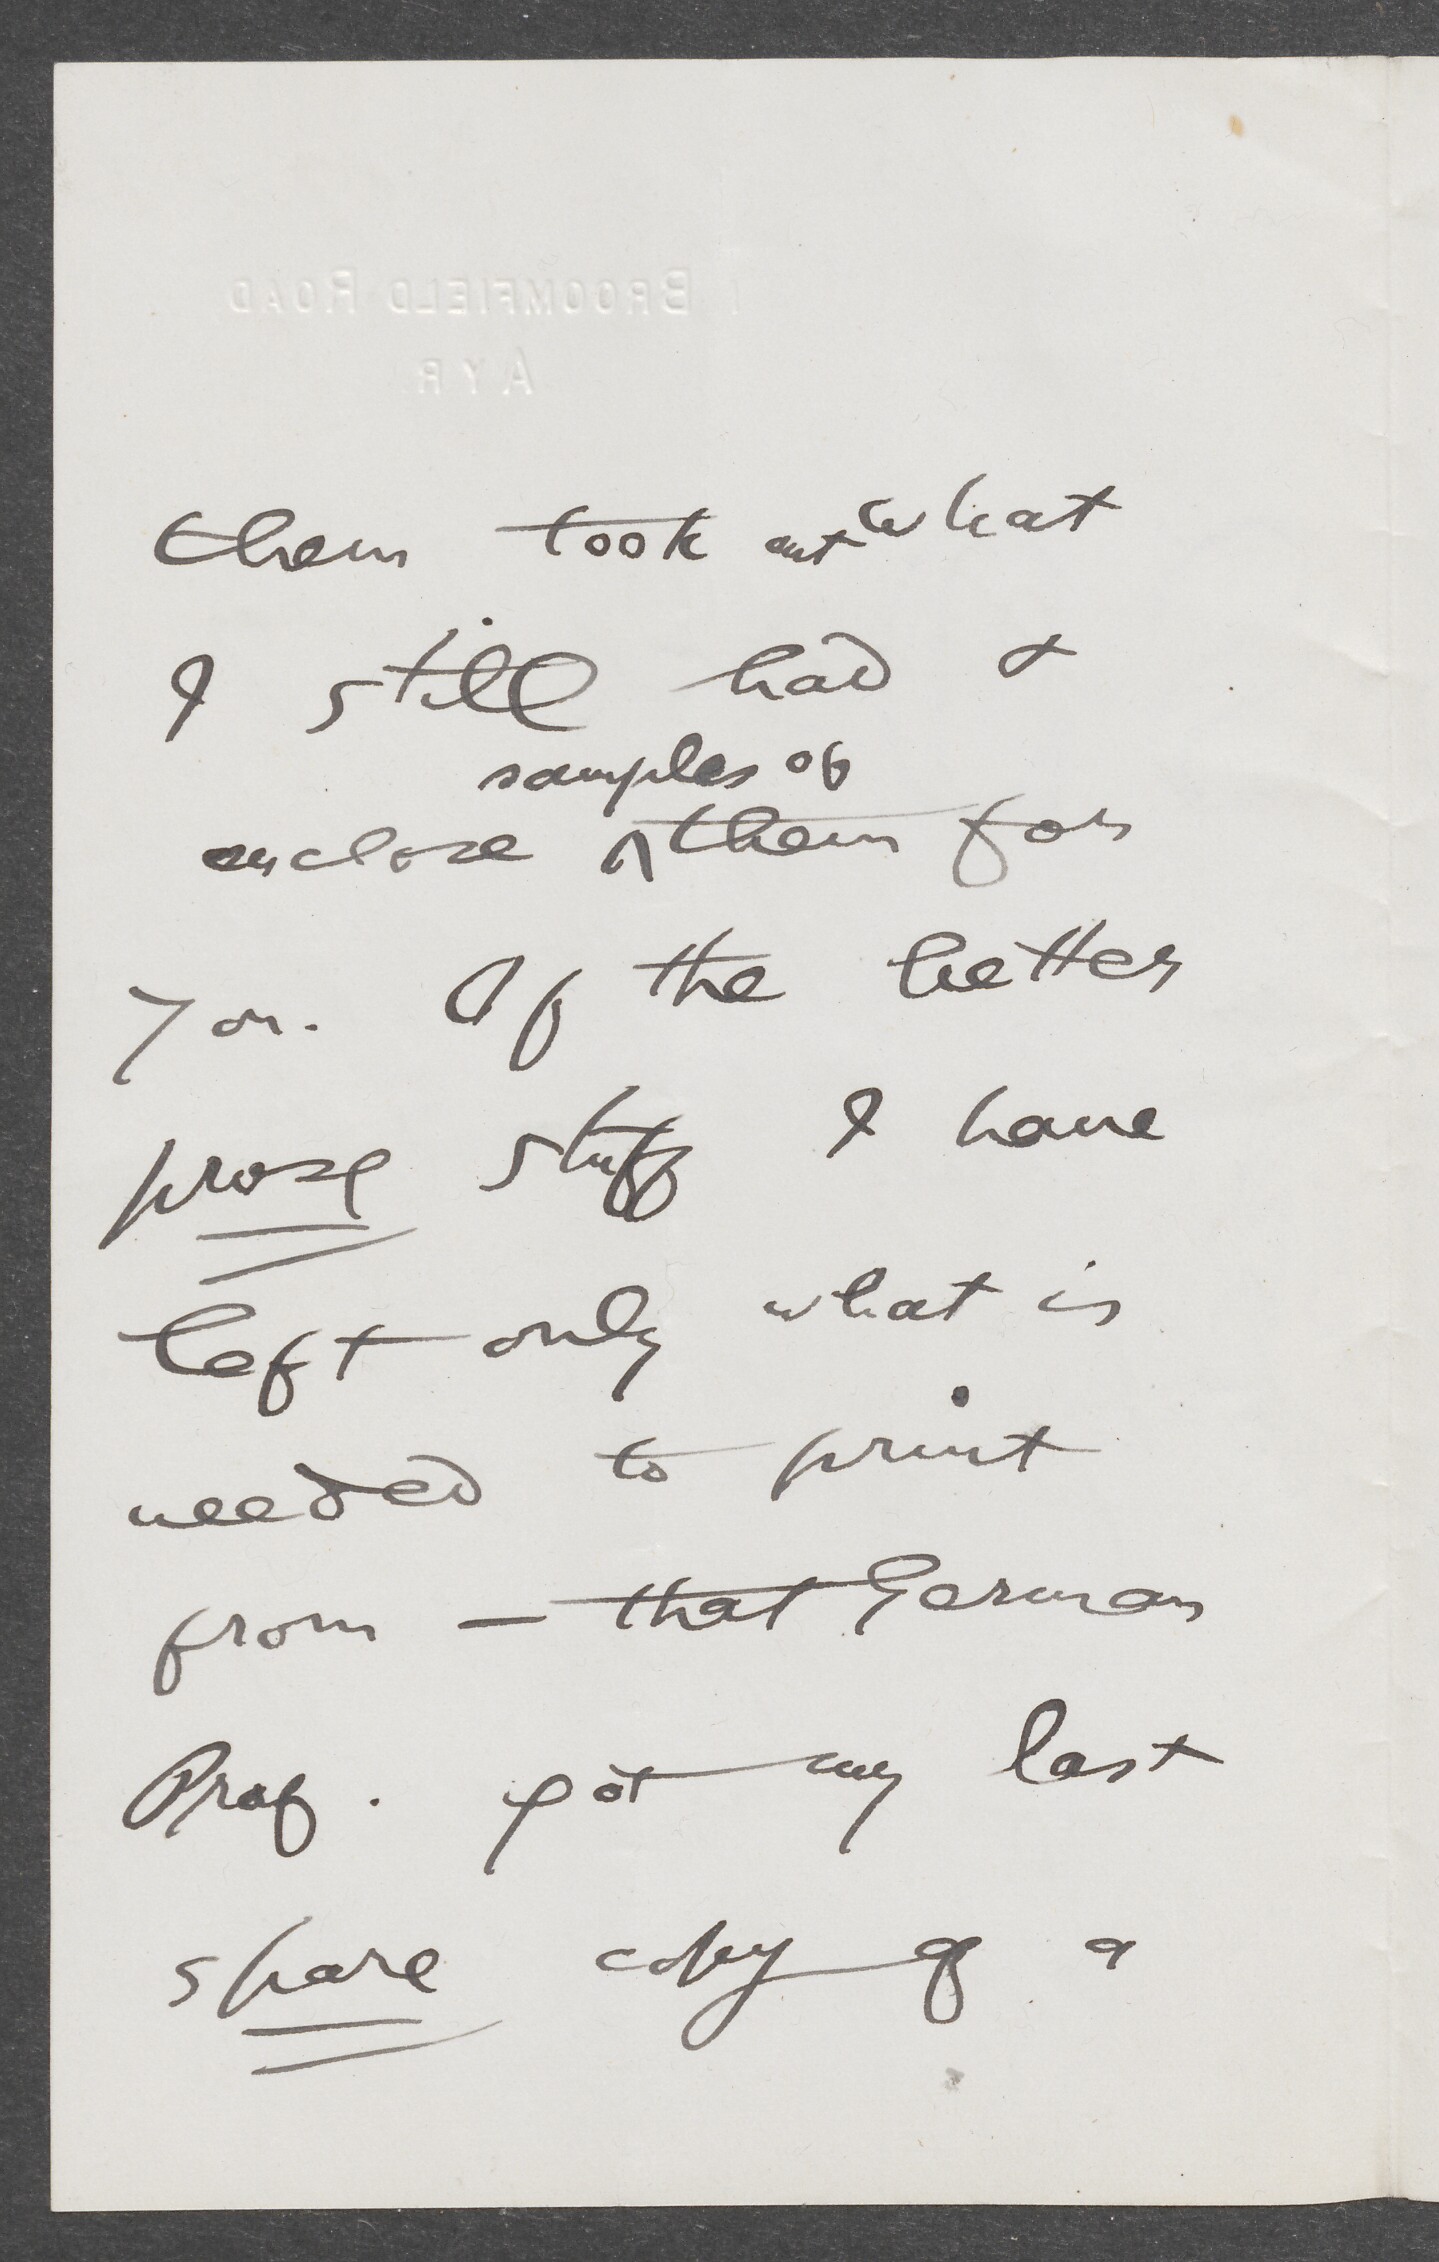 BROOMFIELD ROAD
AYR
them took out what
I still had &
samples of
enclose ^ them for
you. Of the better
prose stuff I have
left only what is
needed to print
from — that German
Prof. got my last
spare copy of a